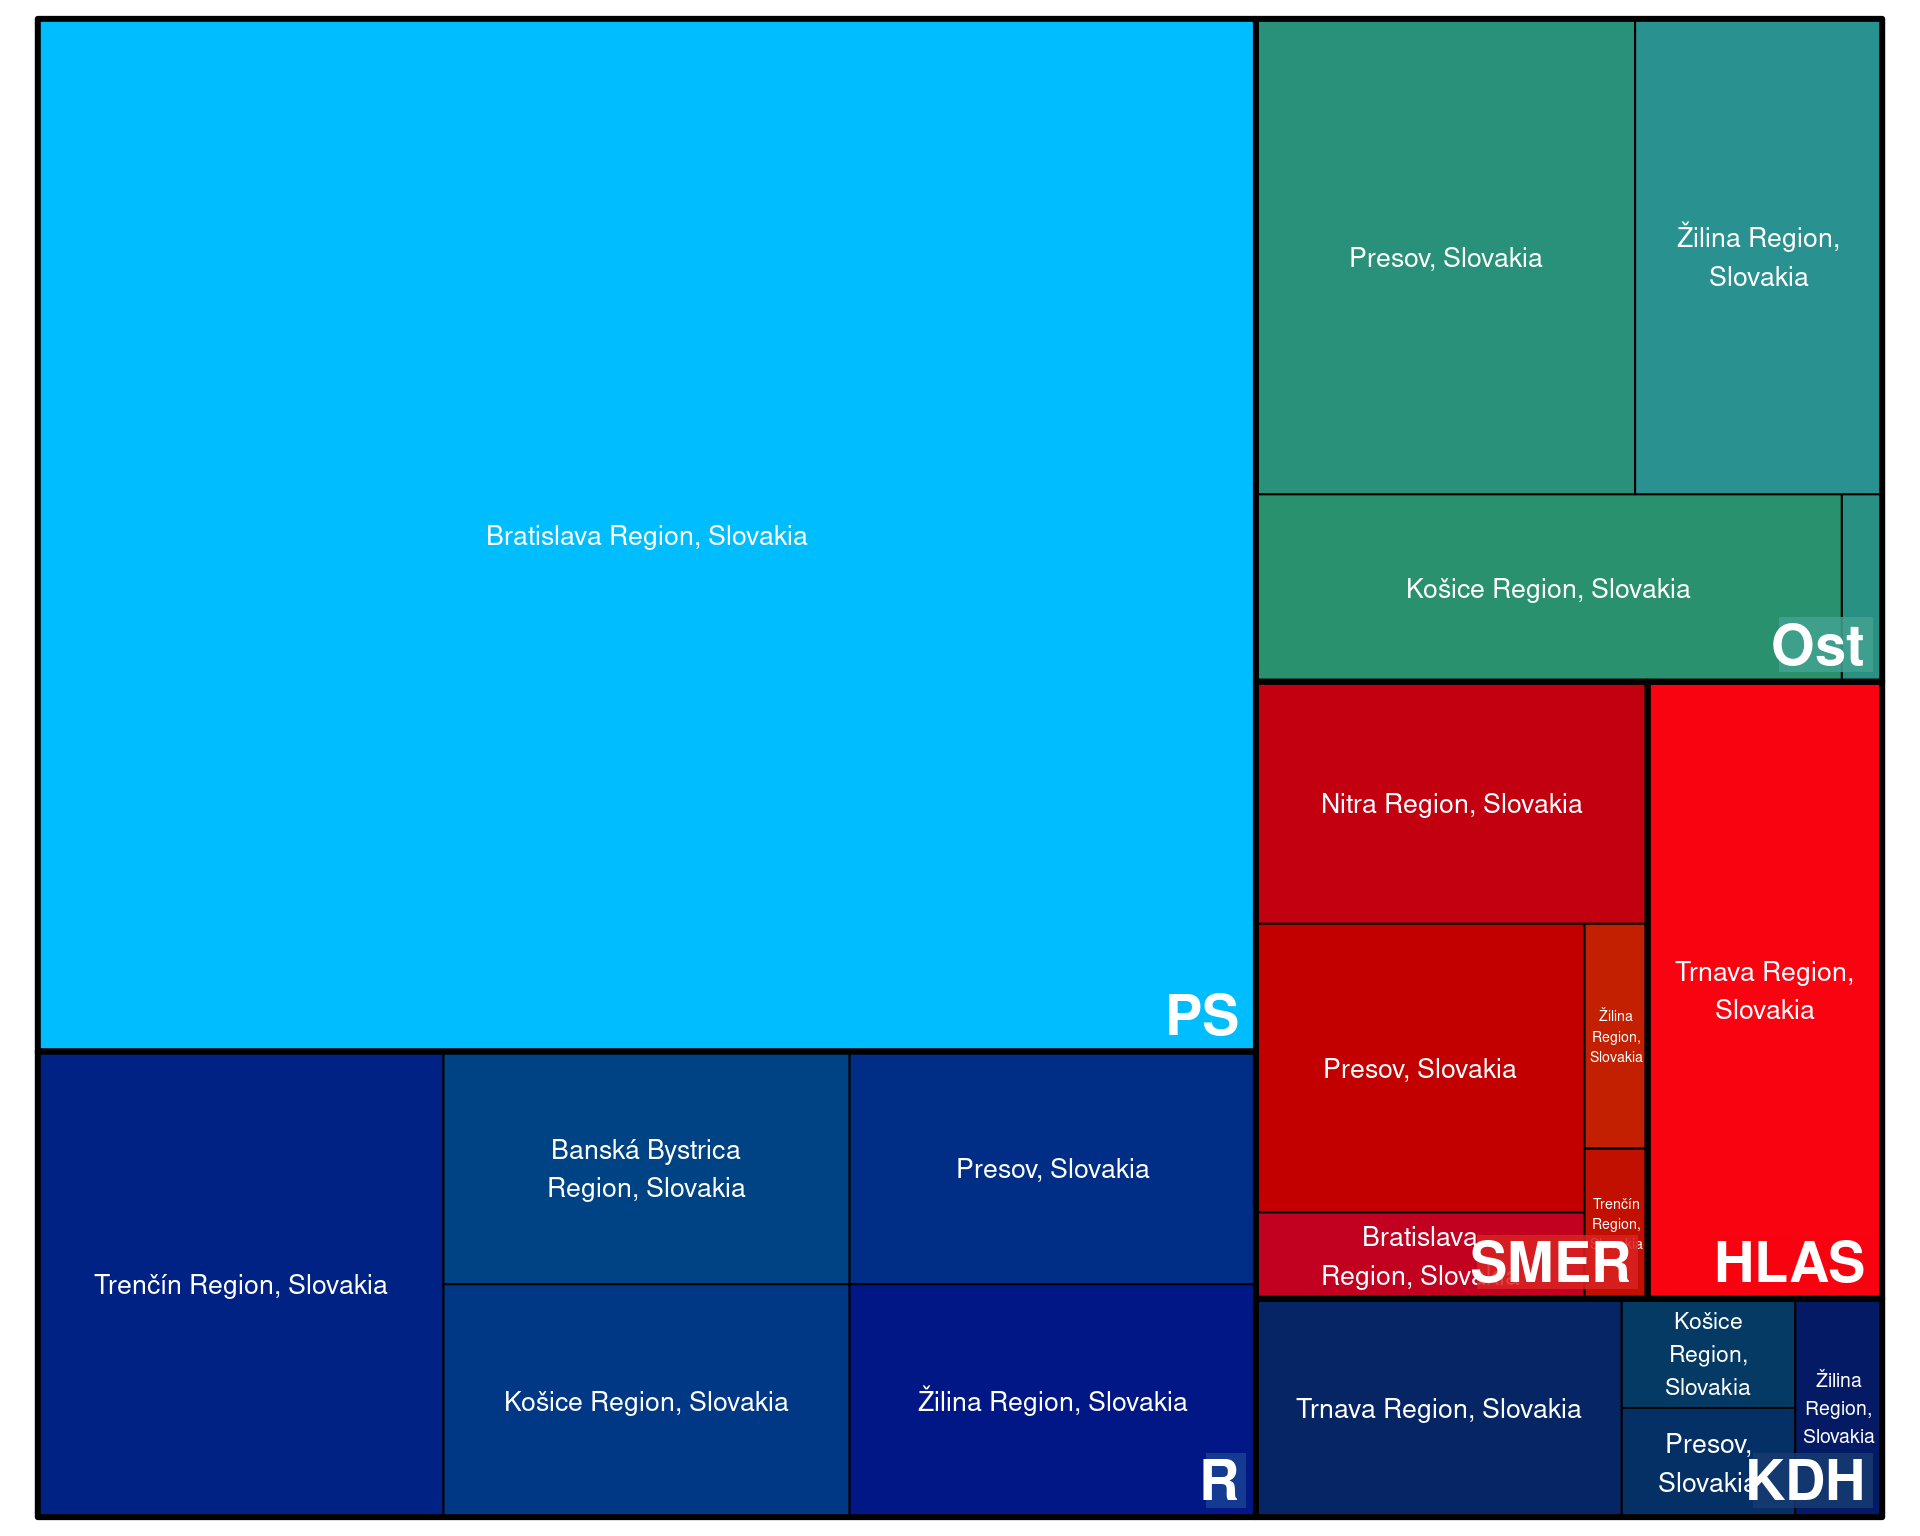 Bratislava Region, Slovakia
PS
Trenčín Region, Slovakia
Banská Bystrica
Region, Slovakia
Presov, Slovakia
Košice Region, Slovakia
Žilina Region, Slovakia
R
Presov, Slovakia
Žilina Region,
Slovakia
Košice Region, Slovakia
Ost
Nitra Region, Slovakia
Presov, Slovakia
Žilina
Region,
Slovakia
Bratislava
Region, Slovakia
Trenčín
Region,
Slovakia
SMER
Trnava Region,
Slovakia
HLAS
Trnava Region, Slovakia
Košice
Region,
Slovakia
Presov,
Slovakia
Žilina
Region,
Slovakia
KDH